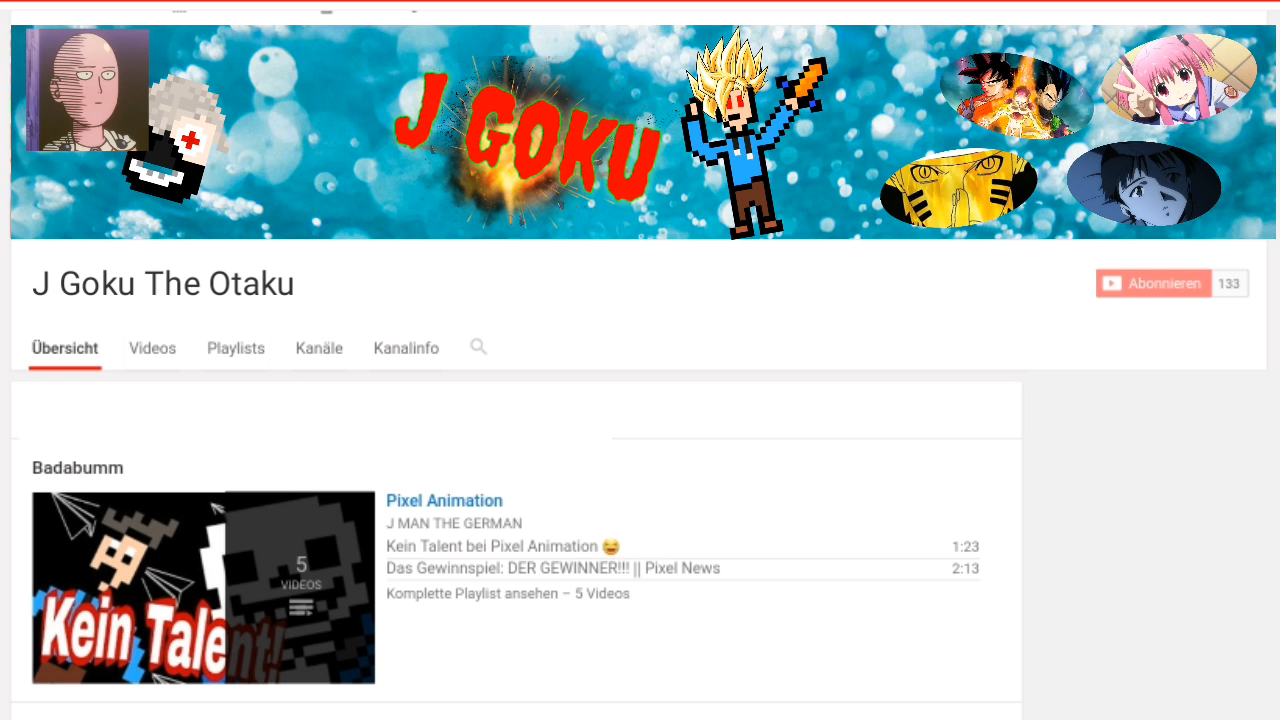 J GOKU
J Goku The Otaku
Abonnieren 133
Übersicht Videos Playlists Kanäle Kanalinfo
Badabumm
Pixel Animation
J MAN THE GERMAN
Kein Talent bei Pixel Animation 😆 1:23
Das Gewinnspiel: DER GEWINNER!!! || Pixel News 2:13
Komplette Playlist ansehen – 5 Videos
5
VIDEOS
Kein Talent!